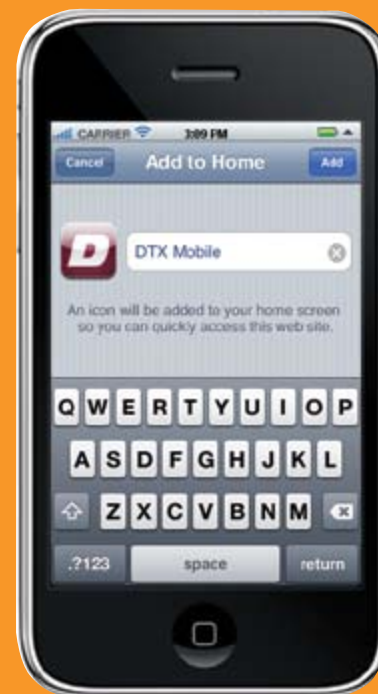 CARRIER 3:09 PM
Cancel Add to Home Add
D DTX Mobile
An icon will be added to your home screen
so you can quickly access this web site.
Q W E R T Y U I O P
A S D F G H J K L
Z X C V B N M
.?123 space return